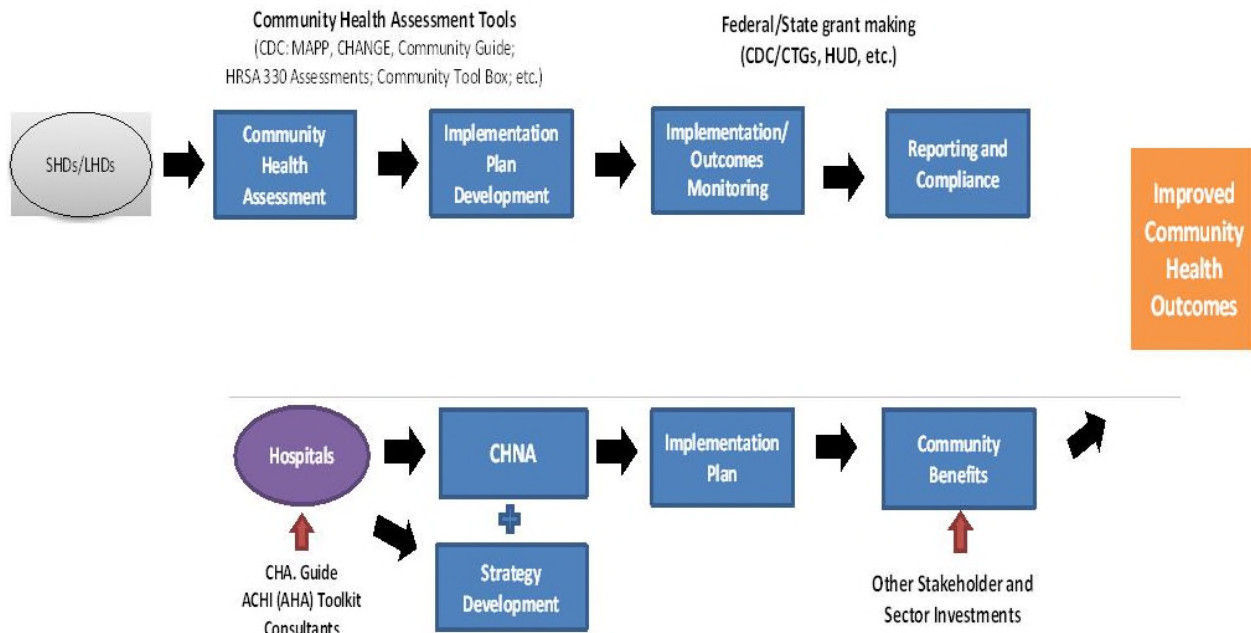 Community Health Assessment Tools
(CDC: MAPP, CHANGE, Community Guide;
HRSA 330 Assessments; Community Tool Box; etc.)
Federal/State grant making
(CDC/CTGs, HUD, etc.)
SHDs/LHDs
Community
Health
Assessment
Implementation
Plan
Development
Implementation/
Outcomes
Monitoring
Reporting and
Compliance
Improved
Community
Health
Outcomes
Hospitals
CHNA
Implementation
Plan
Community
Benefits
Strategy
Development
CHA. Guide
ACHI (AHA) Toolkit
Consultants
Other Stakeholder and
Sector Investments